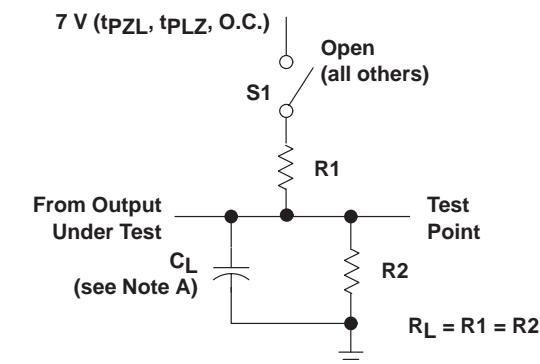 7 V (tPZL, tPLZ, O.C.)
Open
(all others)
S1
R1
From Output
Under Test
Test
Point
CL
(see Note A)
R2
RL = R1 = R2